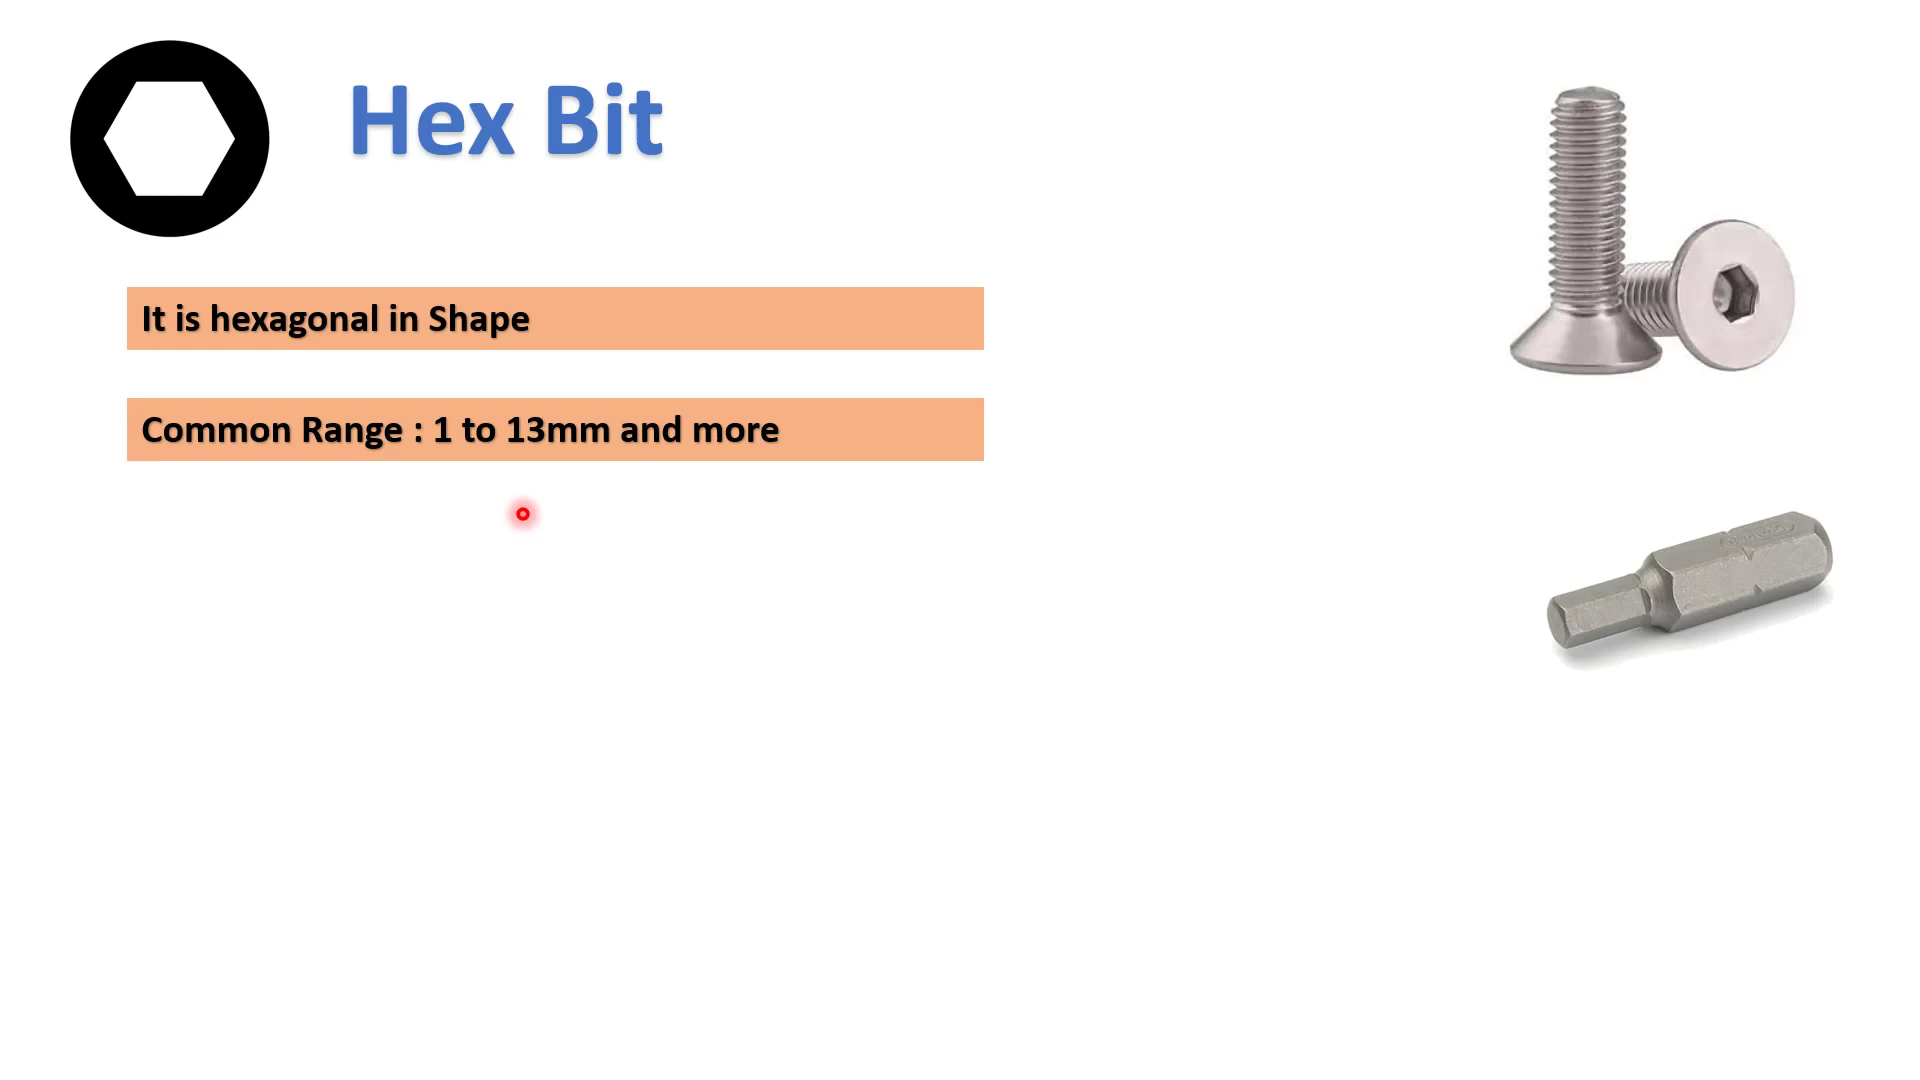 Hex Bit
It is hexagonal in Shape
Common Range : 1 to 13mm and more